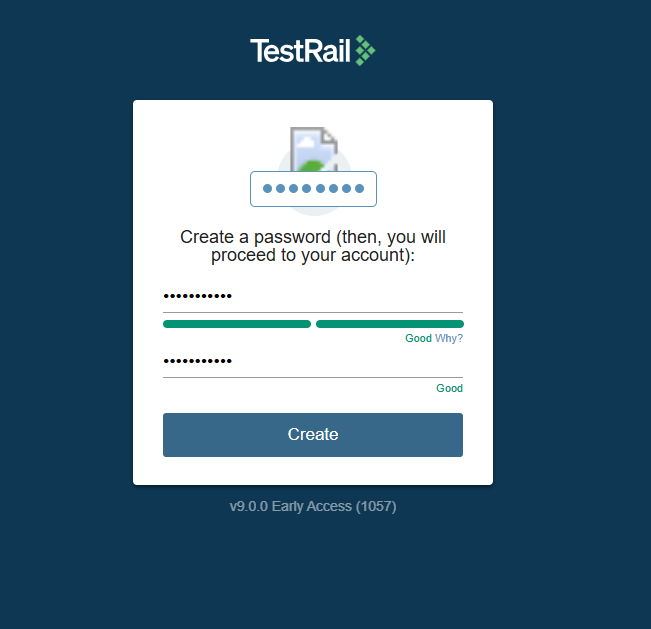 TestRail
Create a password (then, you will
proceed to your account):
•••••••••••
Good Why?
•••••••••••
Good
Create
v9.0.0 Early Access (1057)